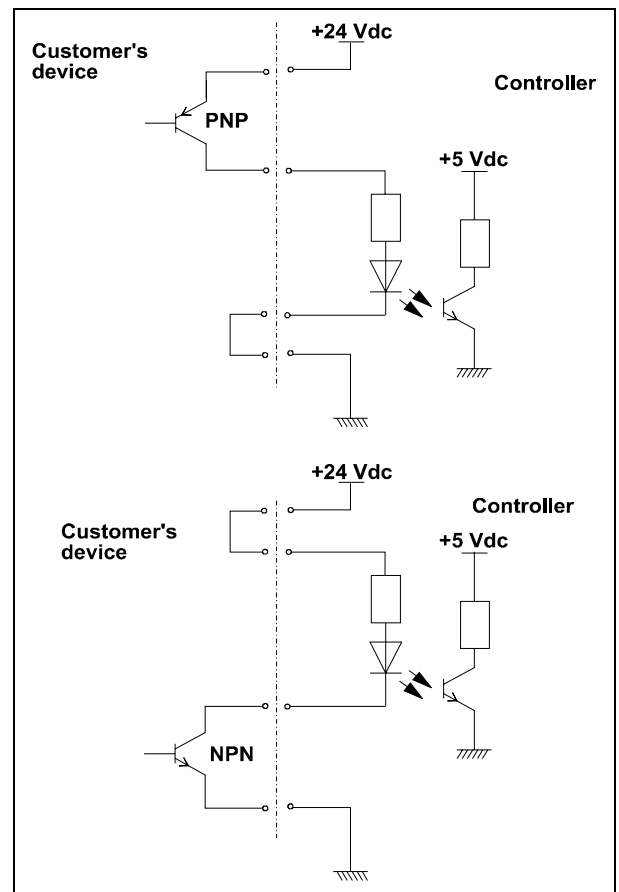 +24 Vdc
Customer's
device
Controller
PNP
+5 Vdc
+24 Vdc
Controller
Customer's
device
+5 Vdc
NPN